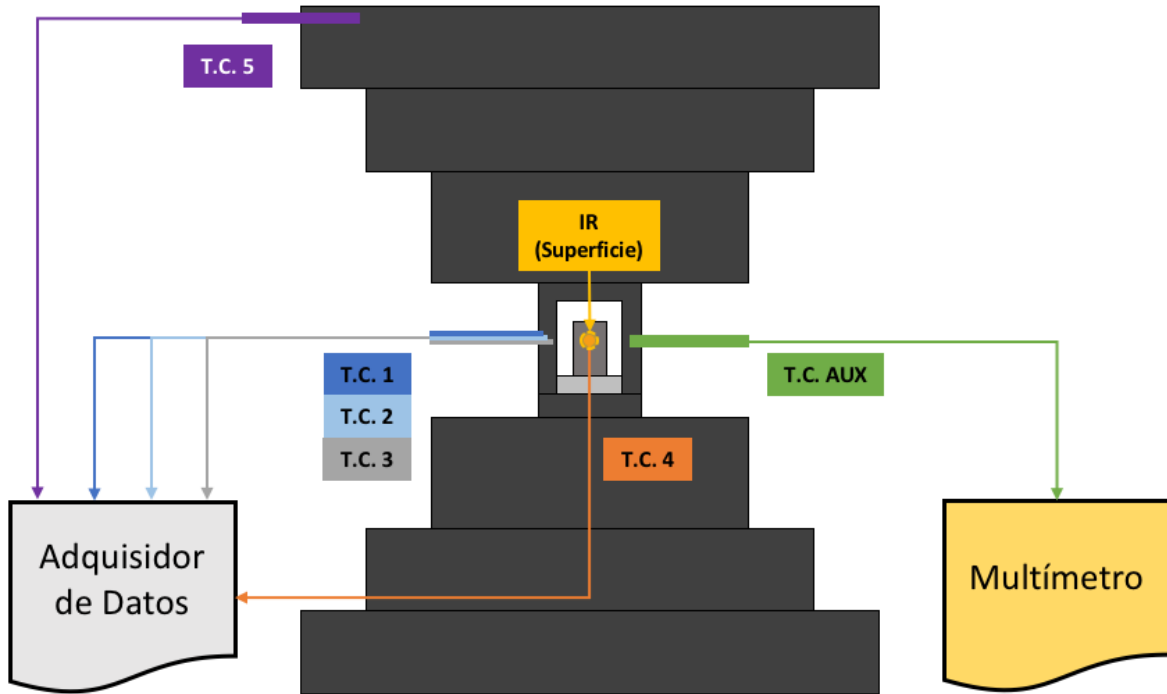 T.C. 5
IR
(Superficie)
T.C. 1
T.C. 2
T.C. 3
T.C. 4
T.C. AUX
Adquisidor
de Datos
Multímetro